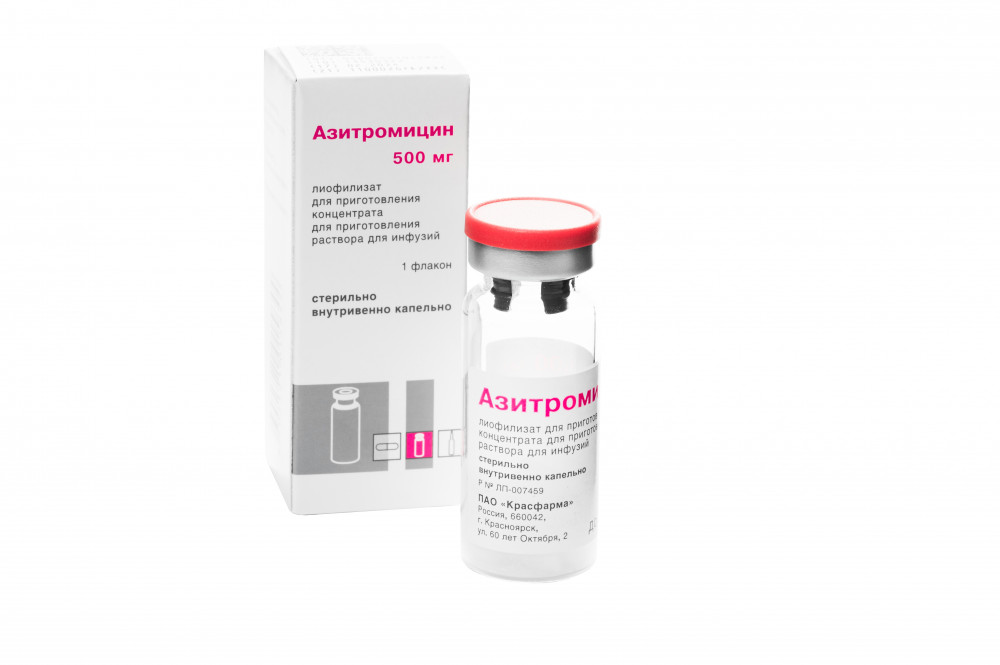 Азитромицин
500 мг
лиофилизат
для приготовления
концентрата
для приготовления
раствора для инфузий
1 флакон
стерильно
внутривенно капельно
Азитроми
лиофилизат для приготов
концентрата для пригото
раствора для инфузий
стерильно
внутривенно капельно
Р № ЛП-007459
ПАО «Красфарма»
Россия, 660042,
г. Красноярск,
ул. 60 лет Октября, 2